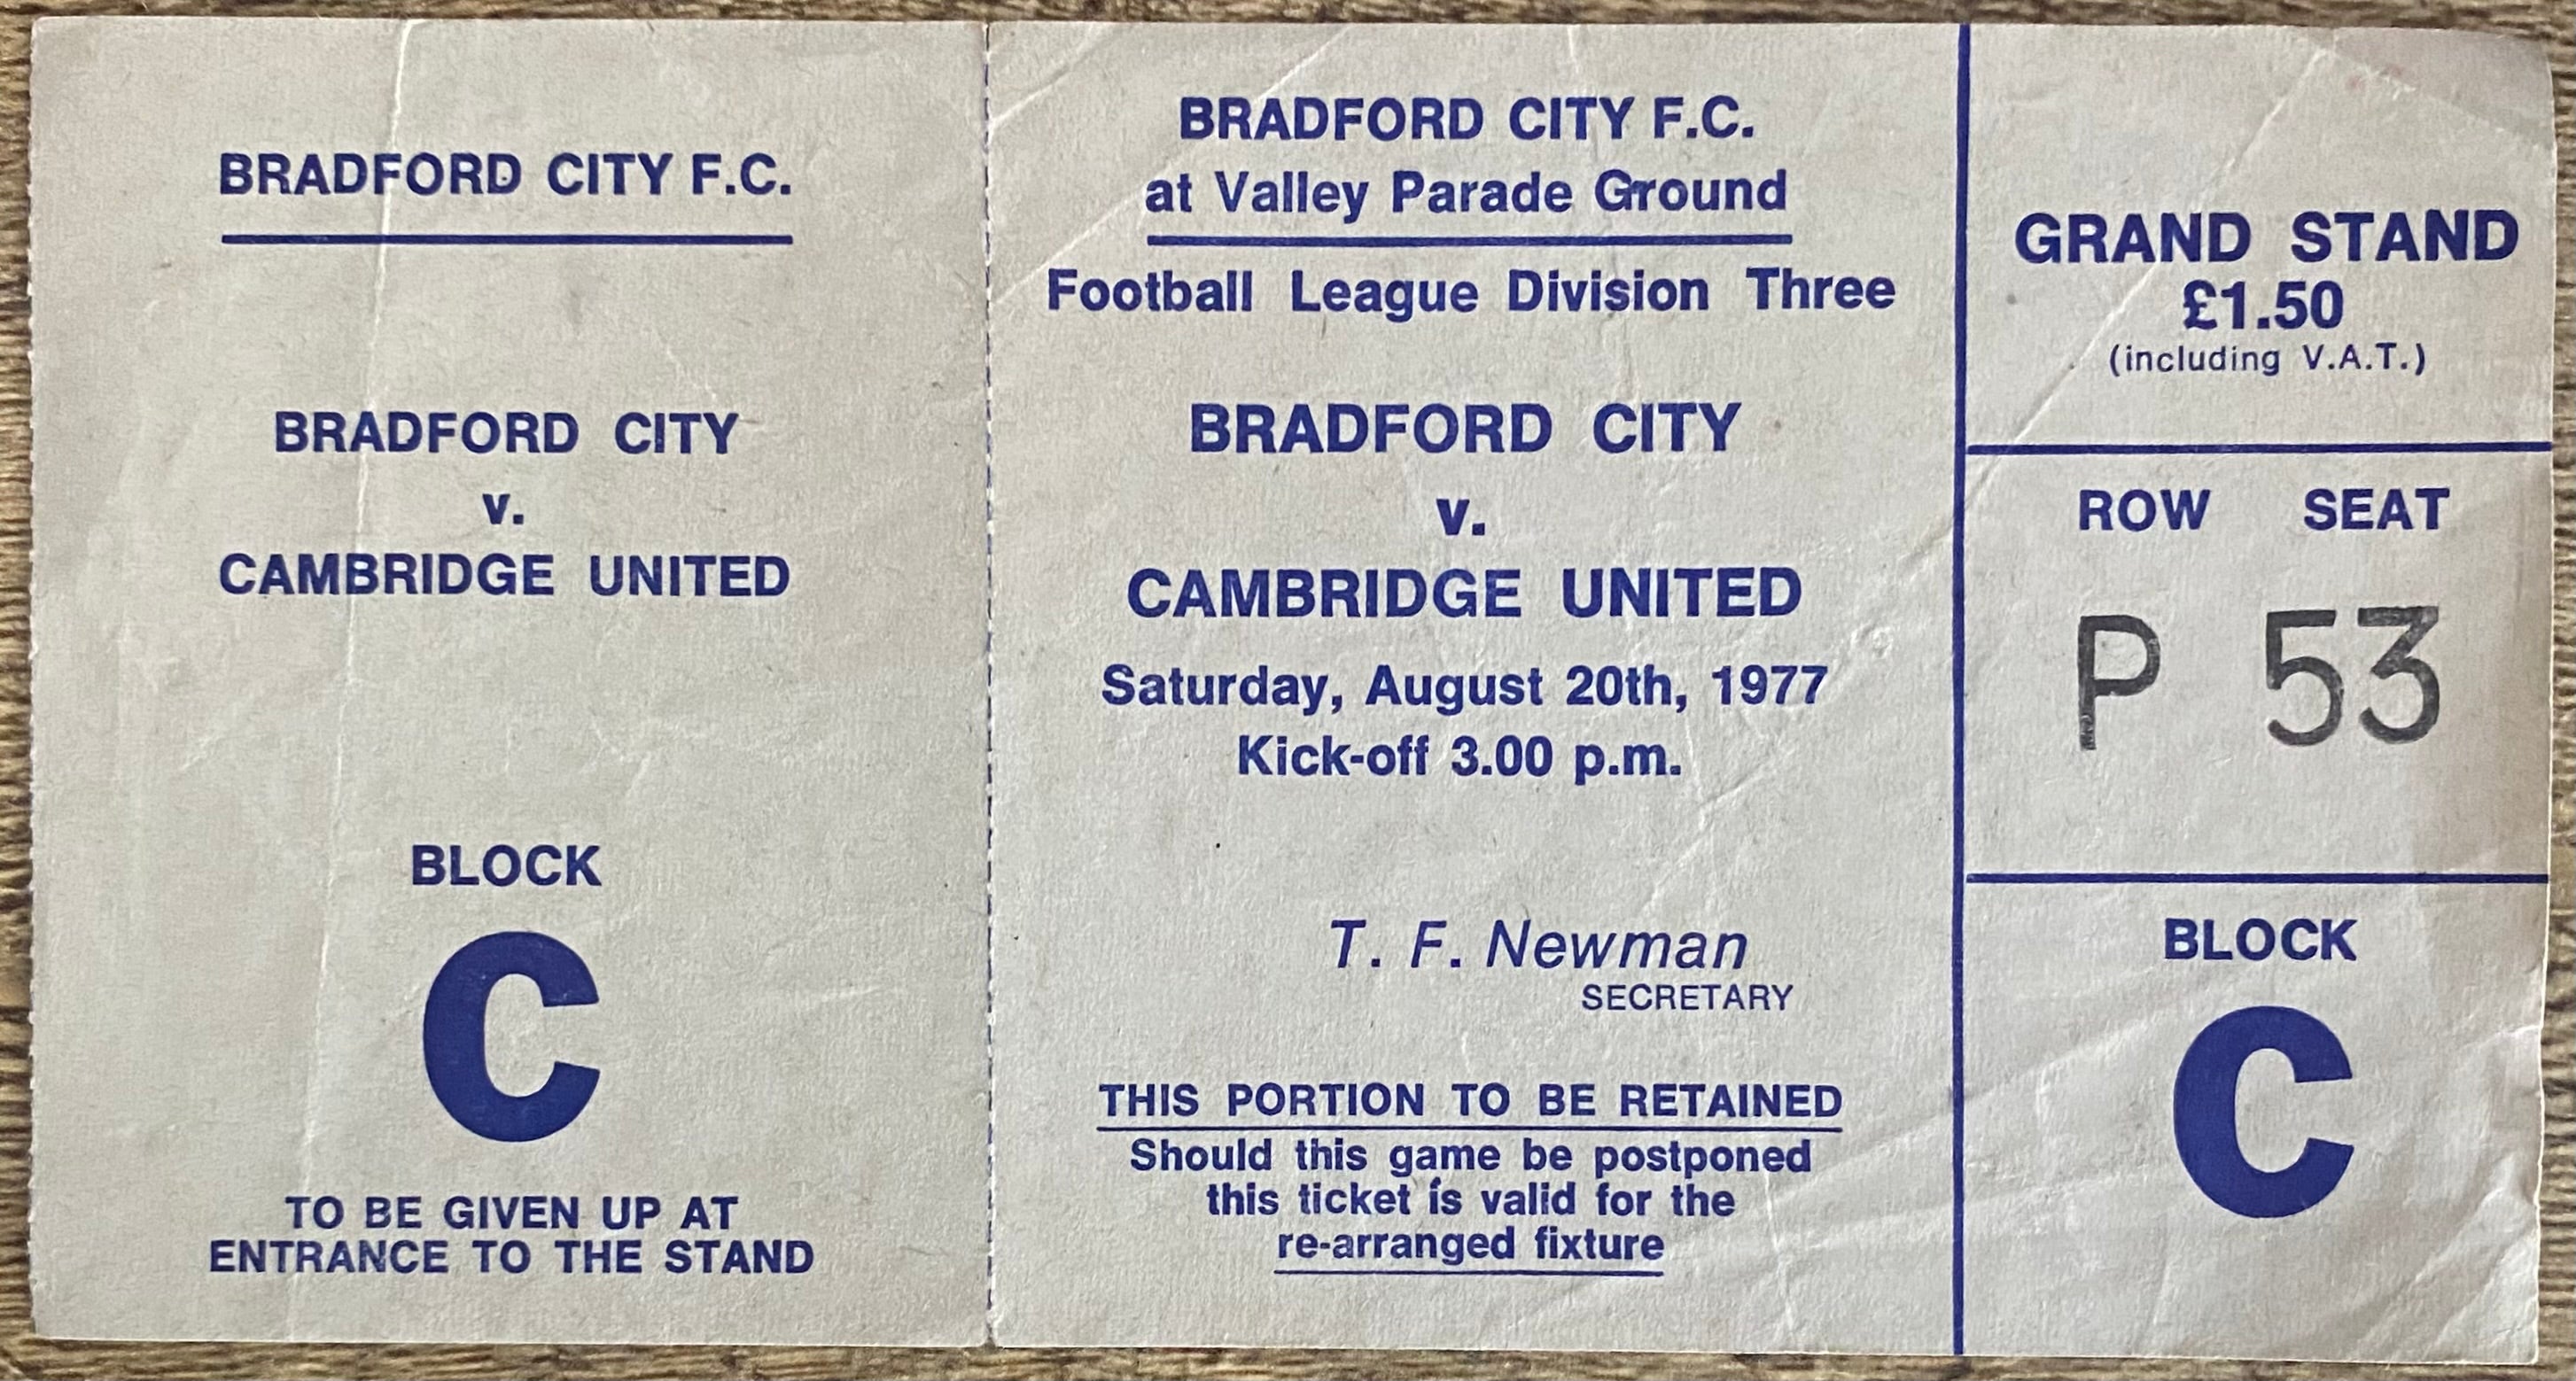 BRADFORD CITY F.C.
BRADFORD CITY
v.
CAMBRIDGE UNITED
BLOCK
C
TO BE GIVEN UP AT
ENTRANCE TO THE STAND
BRADFORD CITY F.C.
at Valley Parade Ground
Football League Division Three
BRADFORD CITY
v.
CAMBRIDGE UNITED
Saturday, August 20th, 1977
Kick-off 3.00 p.m.
T. F. Newman
SECRETARY
THIS PORTION TO BE RETAINED
Should this game be postponed
this ticket is valid for the
re-arranged fixture
GRAND STAND
£1.50
(including V.A.T.)
ROW SEAT
P 53
BLOCK
C